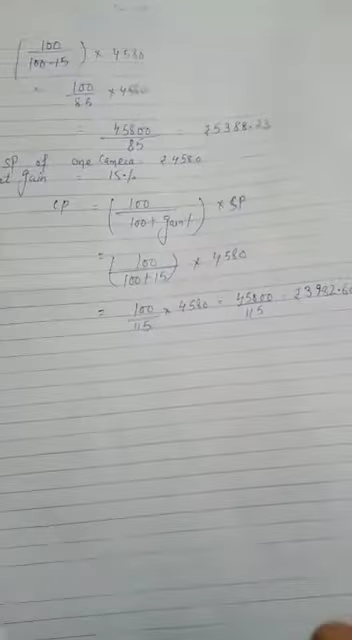 (100/100-15) × 4580
= 100/85 × 4580
= 45800/85 = ₹5388.23
SP of one camera = ₹4580
at gain = 15%
CP = (100/100+gain%) × SP
= (100/100+15) × 4580
= 100/115 × 4580 = 45800/115 = ₹3982.60